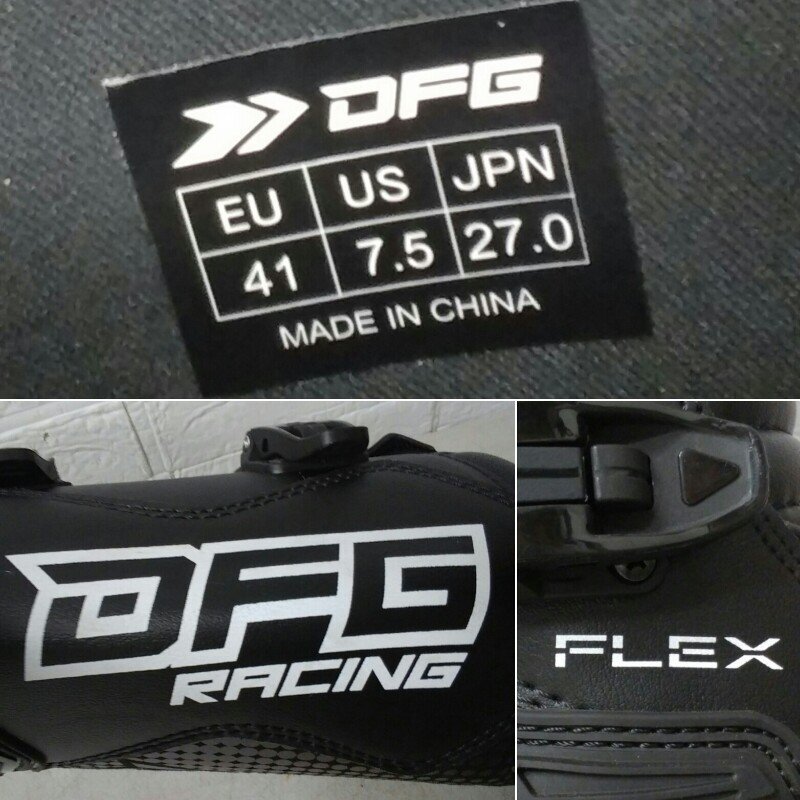 DFG
EU US JPN
41 7.5 27.0
MADE IN CHINA
DFG
RACING
FLEX